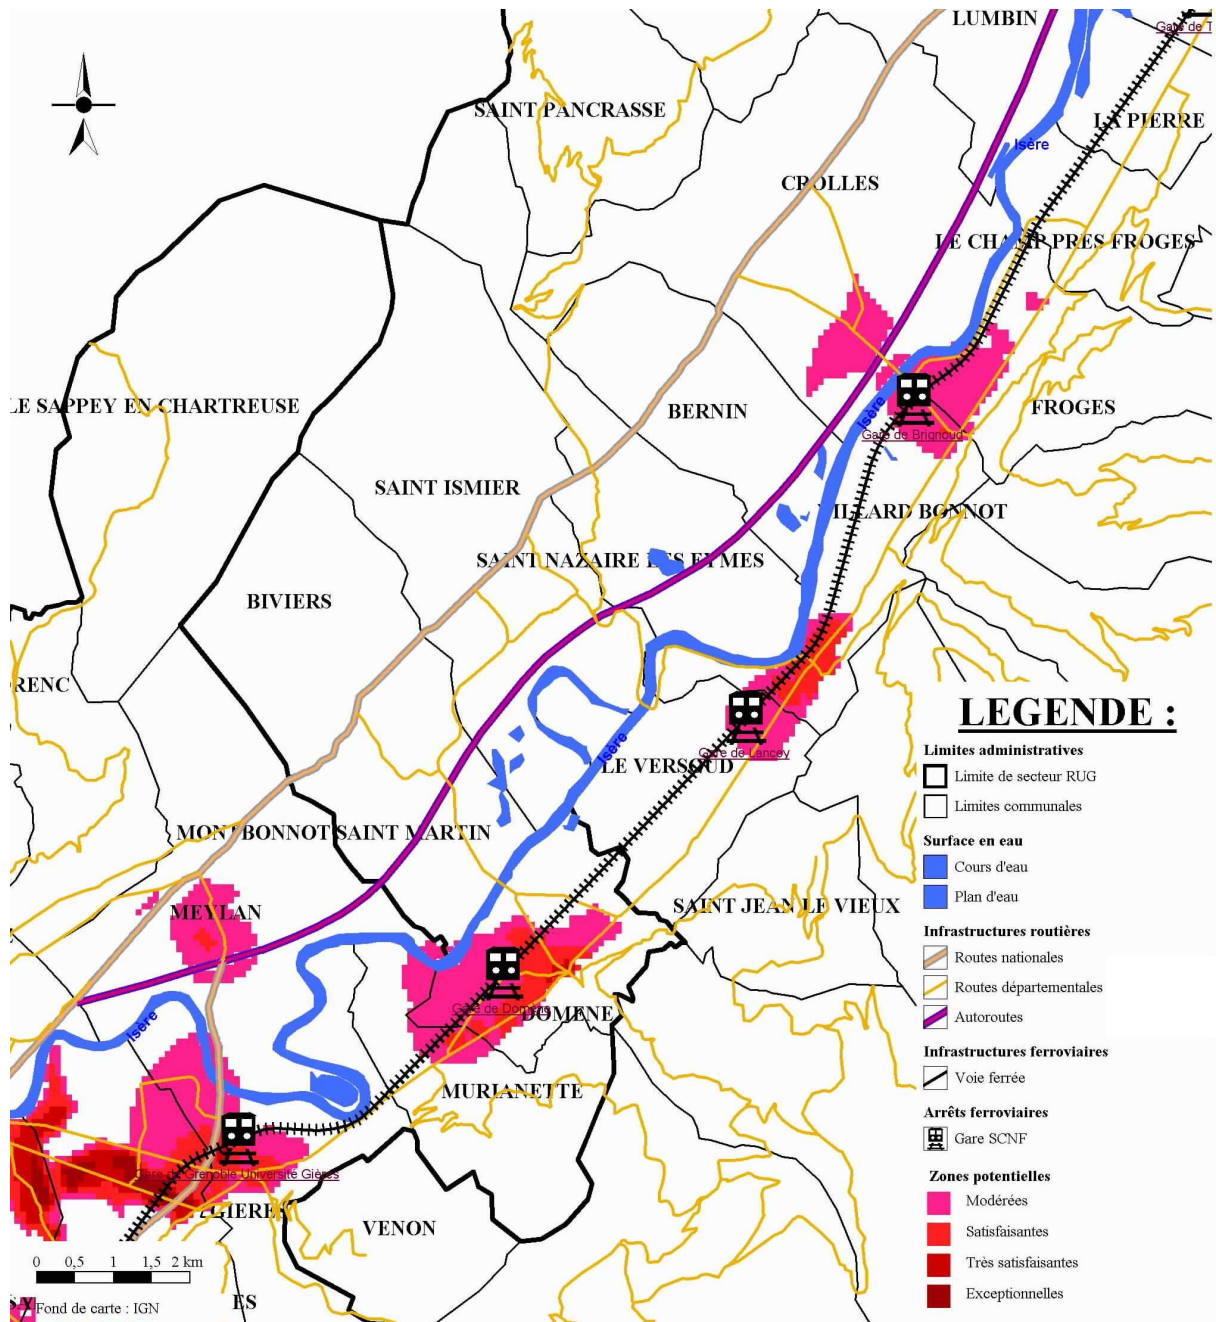 LUMBIN
Gare de T
SAINT PANCRASSE
LA PIERRE
Isère
CROLLES
LE CHAMP PRES FROGES
LE SAPPEY EN CHARTREUSE
BERNIN
FROGES
Isère
Gare de Brignoud
SAINT ISMIER
VILLARD BONNOT
SAINT NAZAIRE LES EYMES
BIVIERS
RENC
LEGENDE :
Limites administratives
Limite de secteur RUG
Limites communales
Surface en eau
Cours d'eau
Plan d'eau
Infrastructures routières
Routes nationales
Routes départementales
Autoroutes
Infrastructures ferroviaires
Voie ferrée
Arrêts ferroviaires
Gare SCNF
Zones potentielles
Modérées
Satisfaisantes
Très satisfaisantes
Exceptionnelles
Isère
Gare de Lancey
LE VERSOUD
MONTBONNOT SAINT MARTIN
MEYLAN
SAINT JEAN LE VIEUX
Gare de Domène
DOMENE
Isère
MURIANETTE
Gare de Grenoble Université Gières
GIERES
VENON
0 0,5 1 1,5 2 km
ES
Fond de carte : IGN